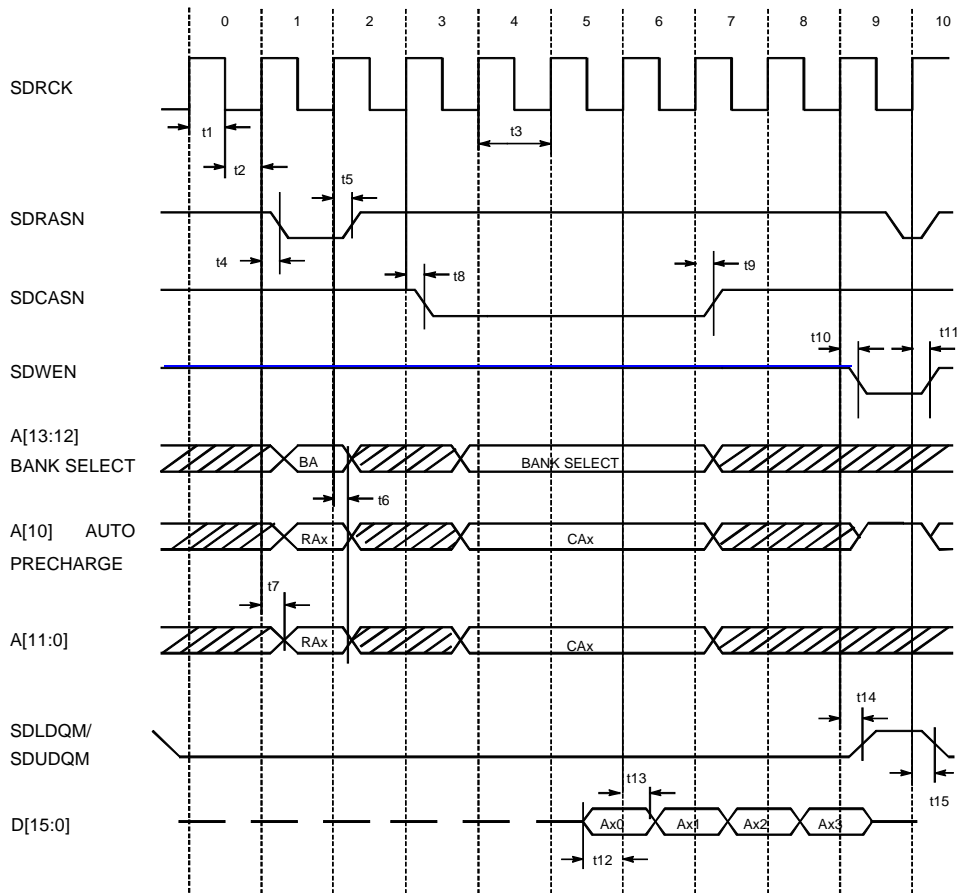 0 1 2 3 4 5 6 7 8 9 10
SDRCK
t1 t3
t2
t5
SDRASN
t4 t8 t9
SDCASN
t10 t11
SDWEN
A[13:12]
BANK SELECT BA BANK SELECT
t6
A[10] AUTO RAx CAx
PRECHARGE
t7
A[11:0] RAx CAx
t14
SDLDQM/
SDUDQM
t13 t15
D[15:0] Ax0 Ax1 Ax2 Ax3
t12